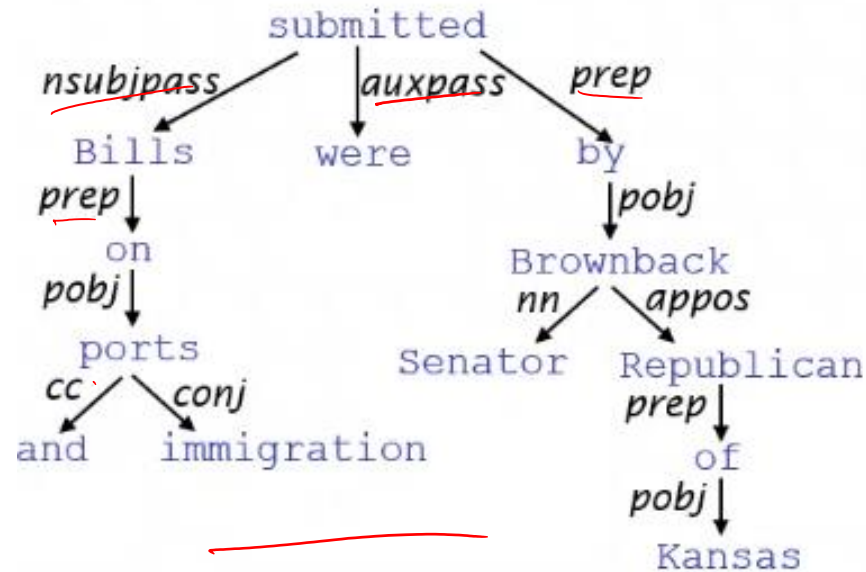 submitted
nsubjpass auxpass prep
Bills were by
prep pobj
on Brownback
pobj nn appos
ports Senator Republican
cc conj prep
and immigration of
pobj
Kansas